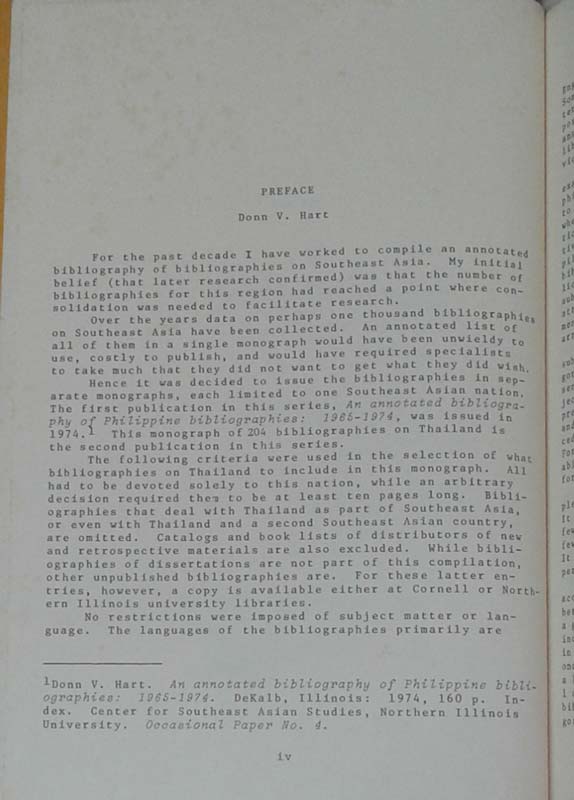 PREFACE
Donn V. Hart
For the past decade I have worked to compile an annotated
bibliography of bibliographies on Southeast Asia. My initial
belief (that later research confirmed) was that the number of
bibliographies for this region had reached a point where con-
solidation was needed to facilitate research.
Over the years data on perhaps one thousand bibliographies
on Southeast Asia have been collected. An annotated list of
all of them in a single monograph would have been unwieldy to
use, costly to publish, and would have required specialists
to take much that they did not want to get what they did wish.
Hence it was decided to issue the bibliographies in sep-
arate monographs, each limited to one Southeast Asian nation.
The first publication in this series, An annotated bibliogra-
phy of Philippine bibliographies: 1965-1974, was issued in
1974.1 This monograph of 204 bibliographies on Thailand is
the second publication in this series.
The following criteria were used in the selection of what
bibliographies on Thailand to include in this monograph. All
had to be devoted solely to this nation, while an arbitrary
decision required them to be at least ten pages long. Bibli-
ographies that deal with Thailand as part of Southeast Asia,
or even with Thailand and a second Southeast Asian country,
are omitted. Catalogs and book lists of distributors of new
and retrospective materials are also excluded. While bibli-
ographies of dissertations are not part of this compilation,
other unpublished bibliographies are. For these latter en-
tries, however, a copy is available either at Cornell or North-
ern Illinois university libraries.
No restrictions were imposed of subject matter or lan-
guage. The languages of the bibliographies primarily are
1Donn V. Hart. An annotated bibliography of Philippine bibli-
ographies: 1965-1974. DeKalb, Illinois: 1974, 160 p. In-
dex. Center for Southeast Asian Studies, Northern Illinois
University. Occasional Paper No. 4.
iv